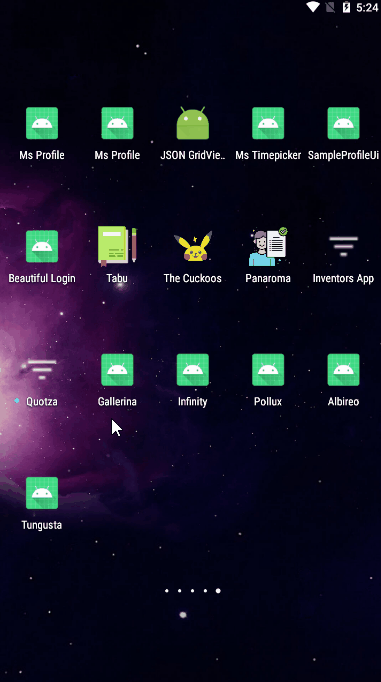 5:24
Ms Profile
Ms Profile
JSON GridVie..
Ms Timepicker
SampleProfileUi
Beautiful Login
Tabu
The Cuckoos
Panaroma
Inventors App
Quotza
Gallerina
Infinity
Pollux
Albireo
Tungusta